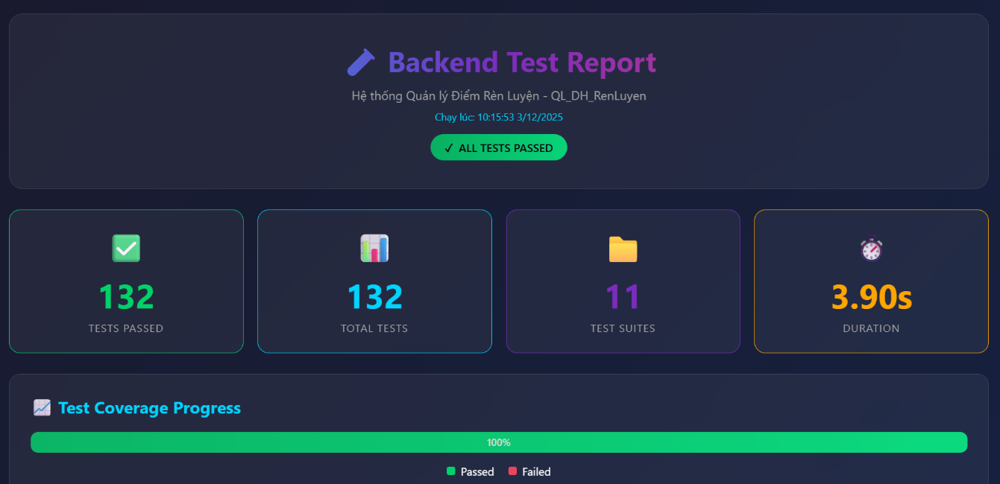 Backend Test Report
Hệ thống Quản lý Điểm Rèn Luyện - QL_DH_RenLuyen
Chạy lúc: 10:15:53 3/12/2025
✓ ALL TESTS PASSED
132
TESTS PASSED
132
TOTAL TESTS
11
TEST SUITES
3.90s
DURATION
Test Coverage Progress
100%
Passed Failed